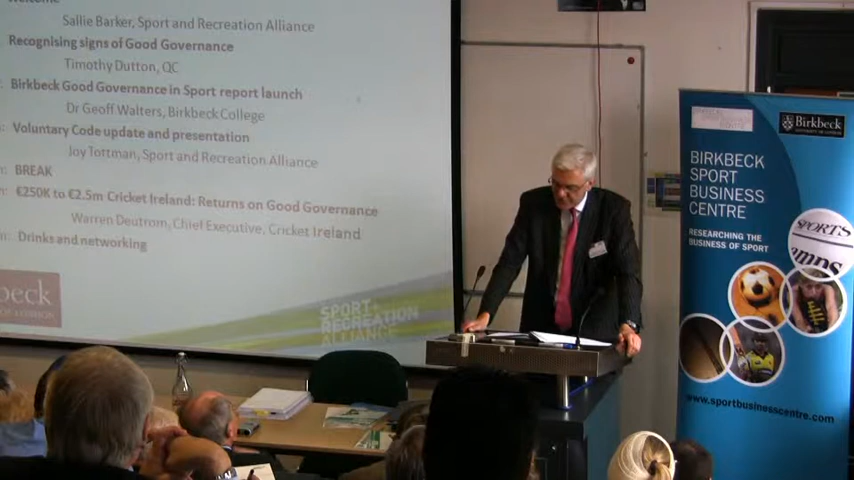 Sallie Barker, Sport and Recreation Alliance
Recognising signs of Good Governance
Timothy Dutton, QC
Birkbeck Good Governance in Sport report launch
Dr Geoff Walters, Birkbeck College
Voluntary Code update and presentation
Joy Tottman, Sport and Recreation Alliance
BREAK
€250K to €2.5m Cricket Ireland: Returns on Good Governance
Warren Deutrom, Chief Executive, Cricket Ireland
Drinks and networking
SPORT+
RECREATION
ALLIANCE
Birkbeck
BIRKBECK
SPORT
BUSINESS
CENTRE
RESEARCHING THE
BUSINESS OF SPORT
SPORTS
www.sportbusinesscentre.com